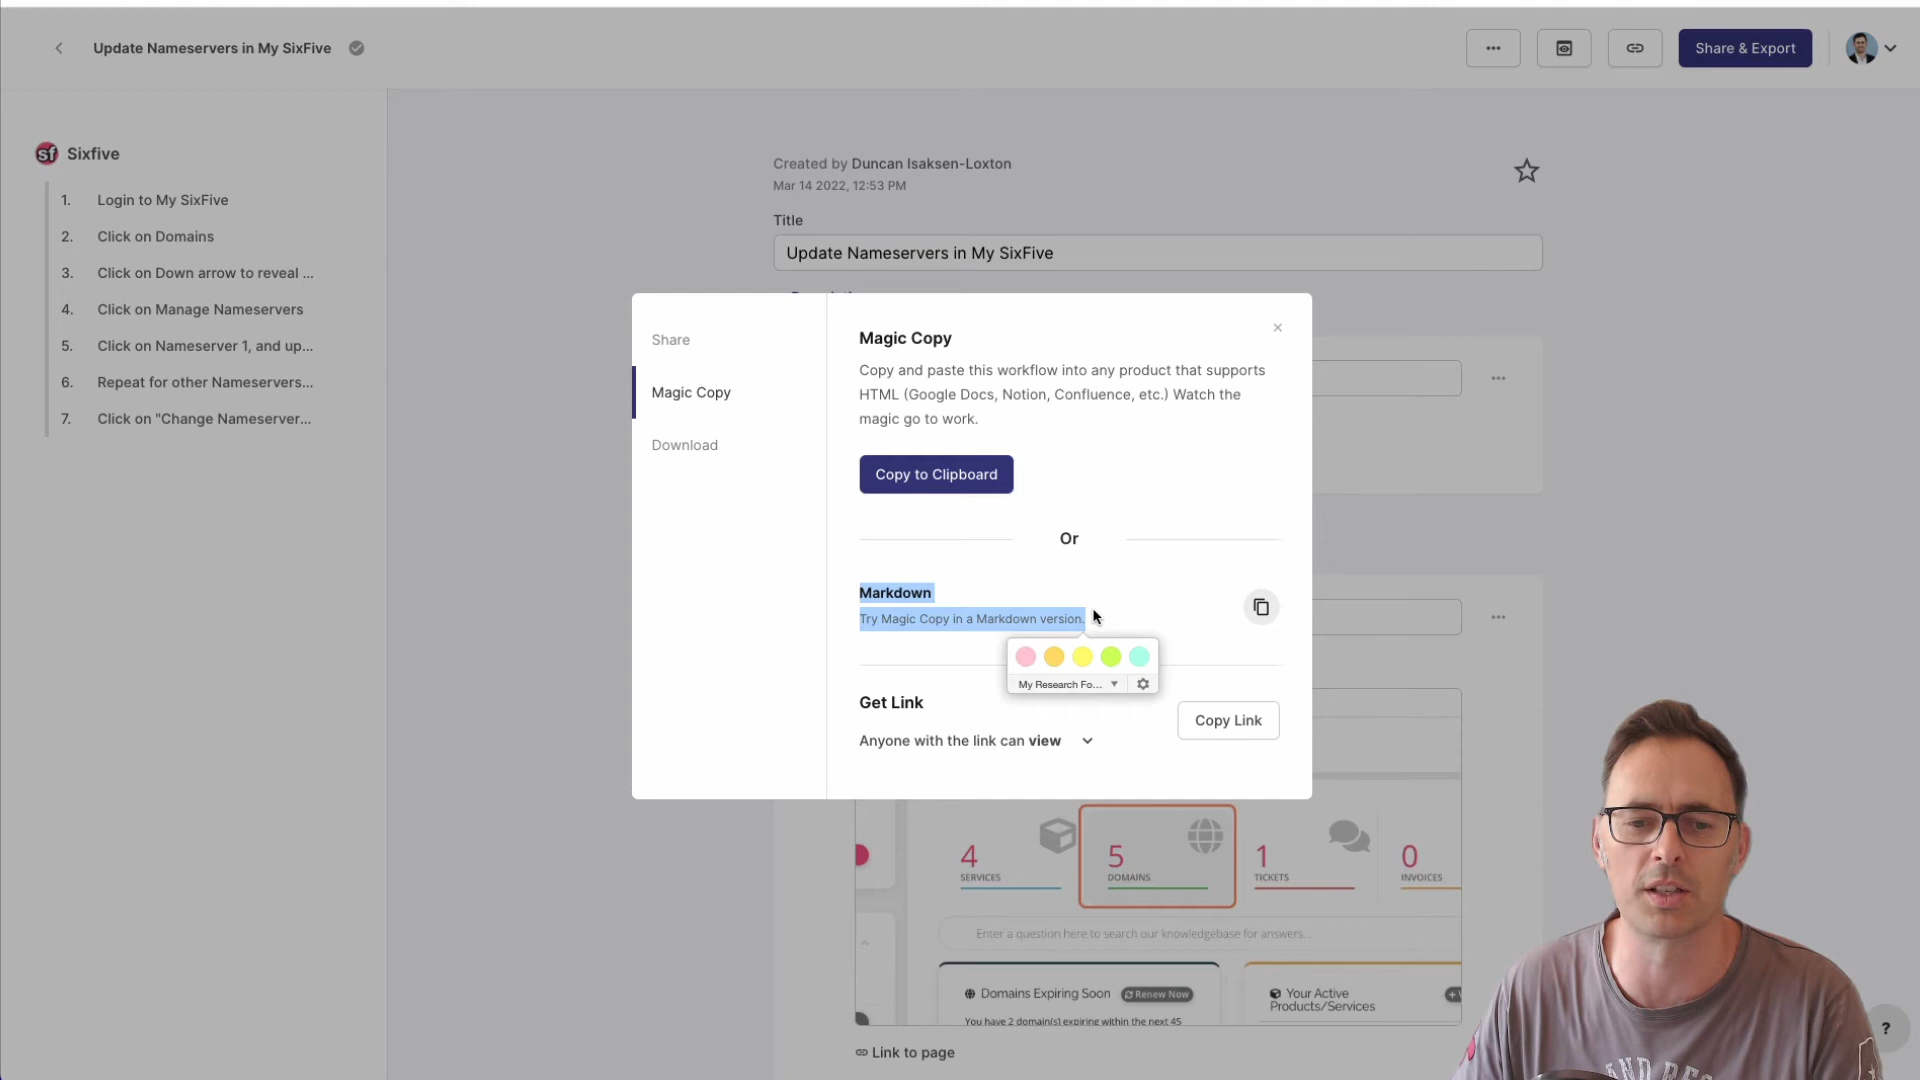 Update Nameservers in My SixFive
Share & Export
sf Sixfive
1. Login to My SixFive
2. Click on Domains
3. Click on Down arrow to reveal ...
4. Click on Manage Nameservers
5. Click on Nameserver 1, and up...
6. Repeat for other Nameservers...
7. Click on "Change Nameserver...
Created by Duncan Isaksen-Loxton
Mar 14 2022, 12:53 PM
Title
Update Nameservers in My SixFive
Share
Magic Copy
Download
Magic Copy
Copy and paste this workflow into any product that supports
HTML (Google Docs, Notion, Confluence, etc.) Watch the
magic go to work.
Copy to Clipboard
Or
Markdown
Try Magic Copy in a Markdown version.
My Research Fo...
Get Link
Anyone with the link can view
Copy Link
4
SERVICES
5
DOMAINS
1
TICKETS
0
INVOICES
Enter a question here to search our knowledgebase for answers...
Domains Expiring Soon
Renew Now
You have 2 domain(s) expiring within the next 45
Your Active
Products/Services
Link to page
?